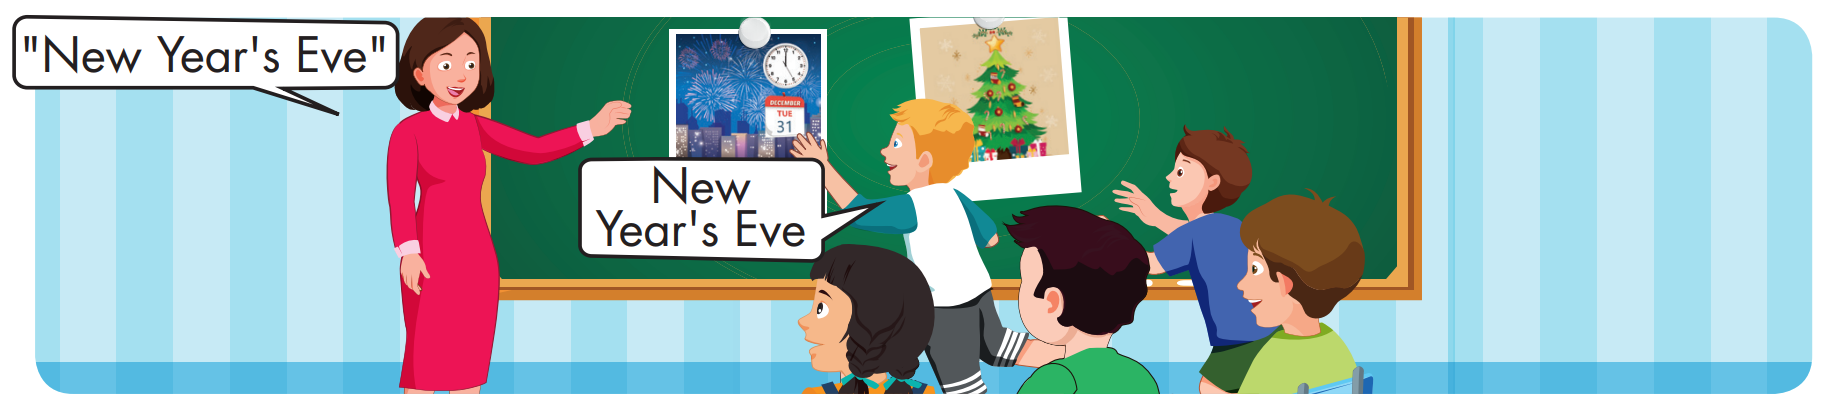 "New Year's Eve"
DECEMBER
TUE
31
New
Year's Eve